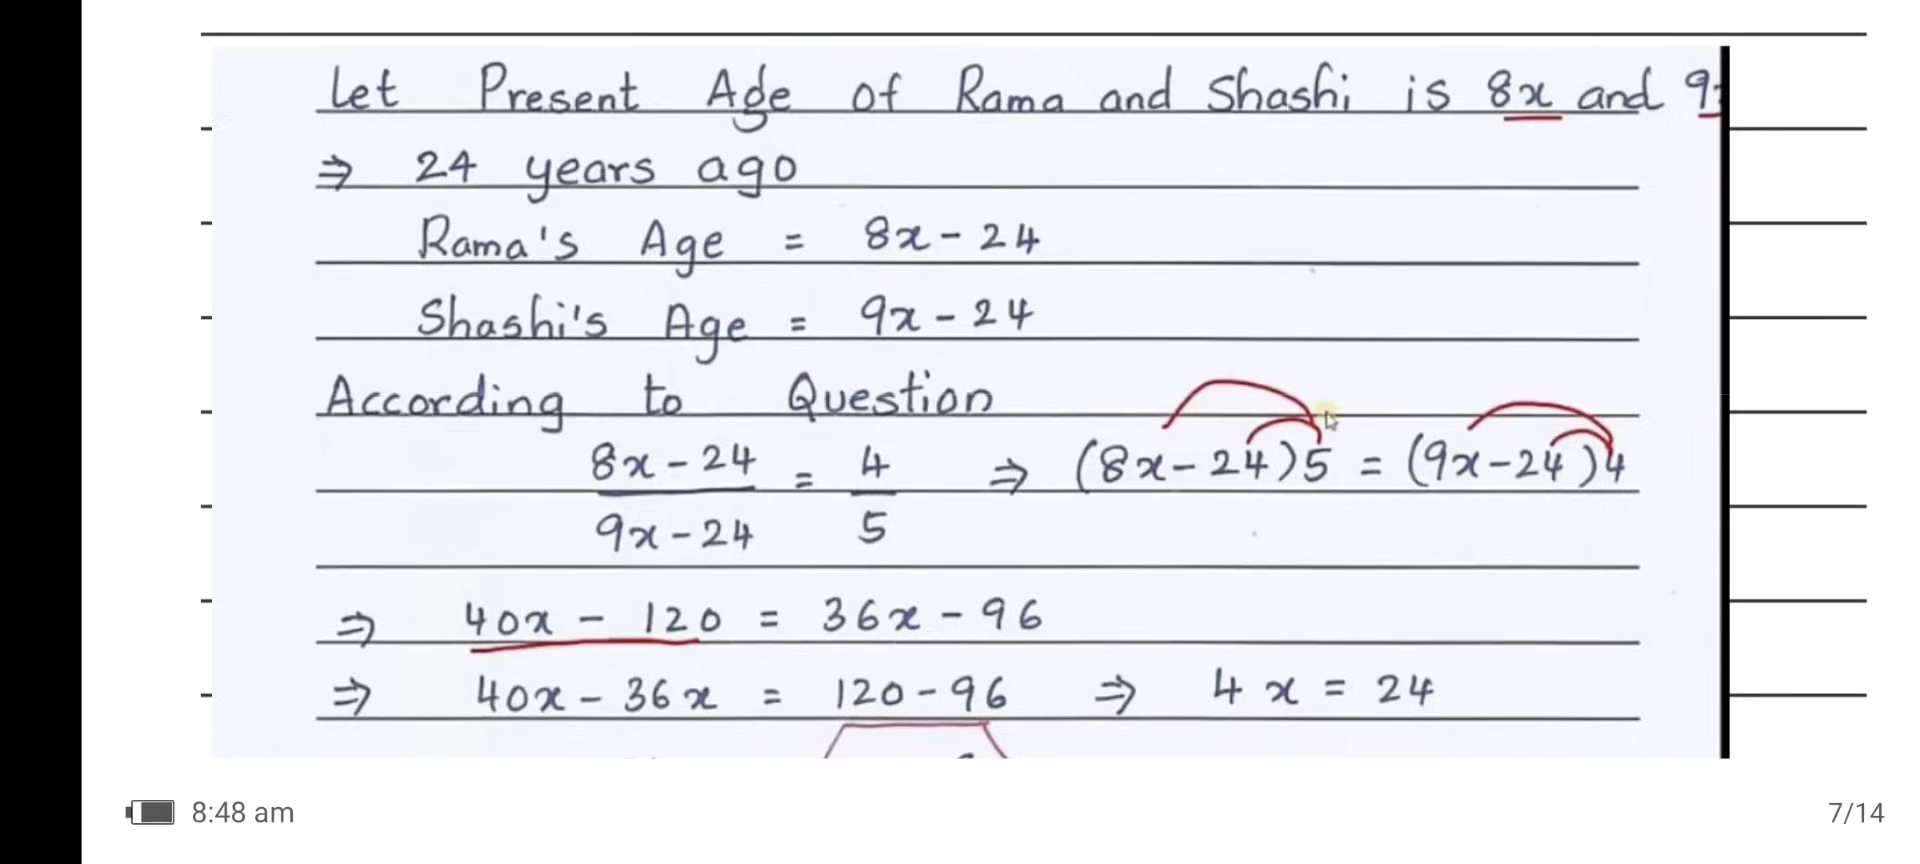 Let Present Age of Rama and Shashi is 8x and 9
⇒ 24 years ago
Rama's Age = 8x - 24
Shashi's Age = 9x - 24
According to Question
8x - 24 / 9x - 24 = 4 / 5 ⇒ (8x - 24)5 = (9x - 24)4
⇒ 40x - 120 = 36x - 96
⇒ 40x - 36x = 120 - 96 ⇒ 4x = 24
8:48 am 7/14